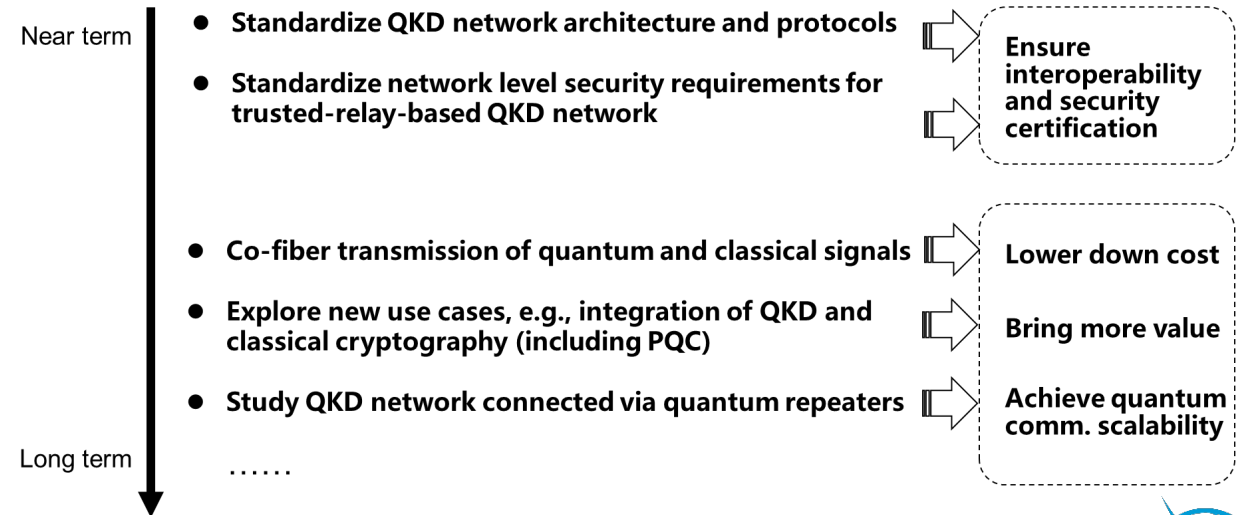 Near term
● Standardize QKD network architecture and protocols
● Standardize network level security requirements for
trusted-relay-based QKD network
Ensure
interoperability
and security
certification
● Co-fiber transmission of quantum and classical signals
Lower down cost
● Explore new use cases, e.g., integration of QKD and
classical cryptography (including PQC)
Bring more value
● Study QKD network connected via quantum repeaters
Achieve quantum
comm. scalability
Long term
......